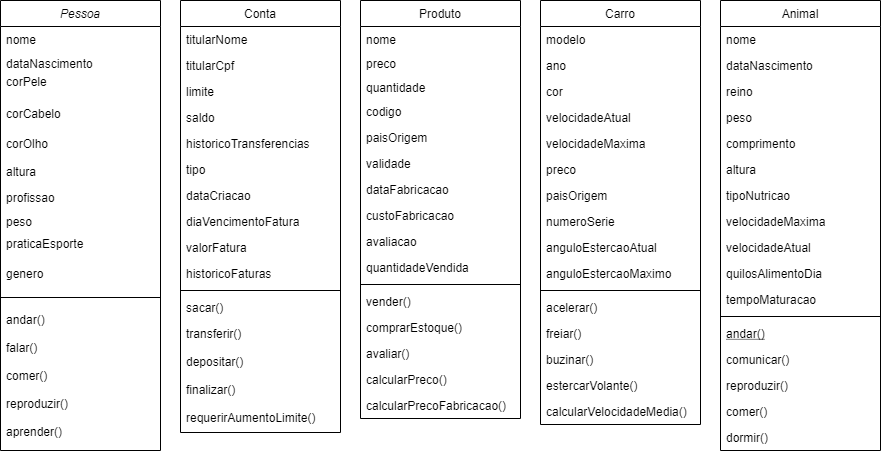 Pessoa
nome
dataNascimento
corPele
corCabelo
corOlho
altura
profissao
peso
praticaEsporte
genero
andar()
falar()
comer()
reproduzir()
aprender()
Conta
titularNome
titularCpf
limite
saldo
historicoTransferencias
tipo
dataCriacao
diaVencimentoFatura
valorFatura
historicoFaturas
sacar()
transferir()
depositar()
finalizar()
requerirAumentoLimite()
Produto
nome
preco
quantidade
codigo
paisOrigem
validade
dataFabricacao
custoFabricacao
avaliacao
quantidadeVendida
vender()
comprarEstoque()
avaliar()
calcularPreco()
calcularPrecoFabricacao()
Carro
modelo
ano
cor
velocidadeAtual
velocidadeMaxima
preco
paisOrigem
numeroSerie
anguloEstercaoAtual
anguloEstercaoMaximo
acelerar()
freiar()
buzinar()
estercarVolante()
calcularVelocidadeMedia()
Animal
nome
dataNascimento
reino
peso
comprimento
altura
tipoNutricao
velocidadeMaxima
velocidadeAtual
quilosAlimentoDia
tempoMaturacao
andar()
comunicar()
reproduzir()
comer()
dormir()